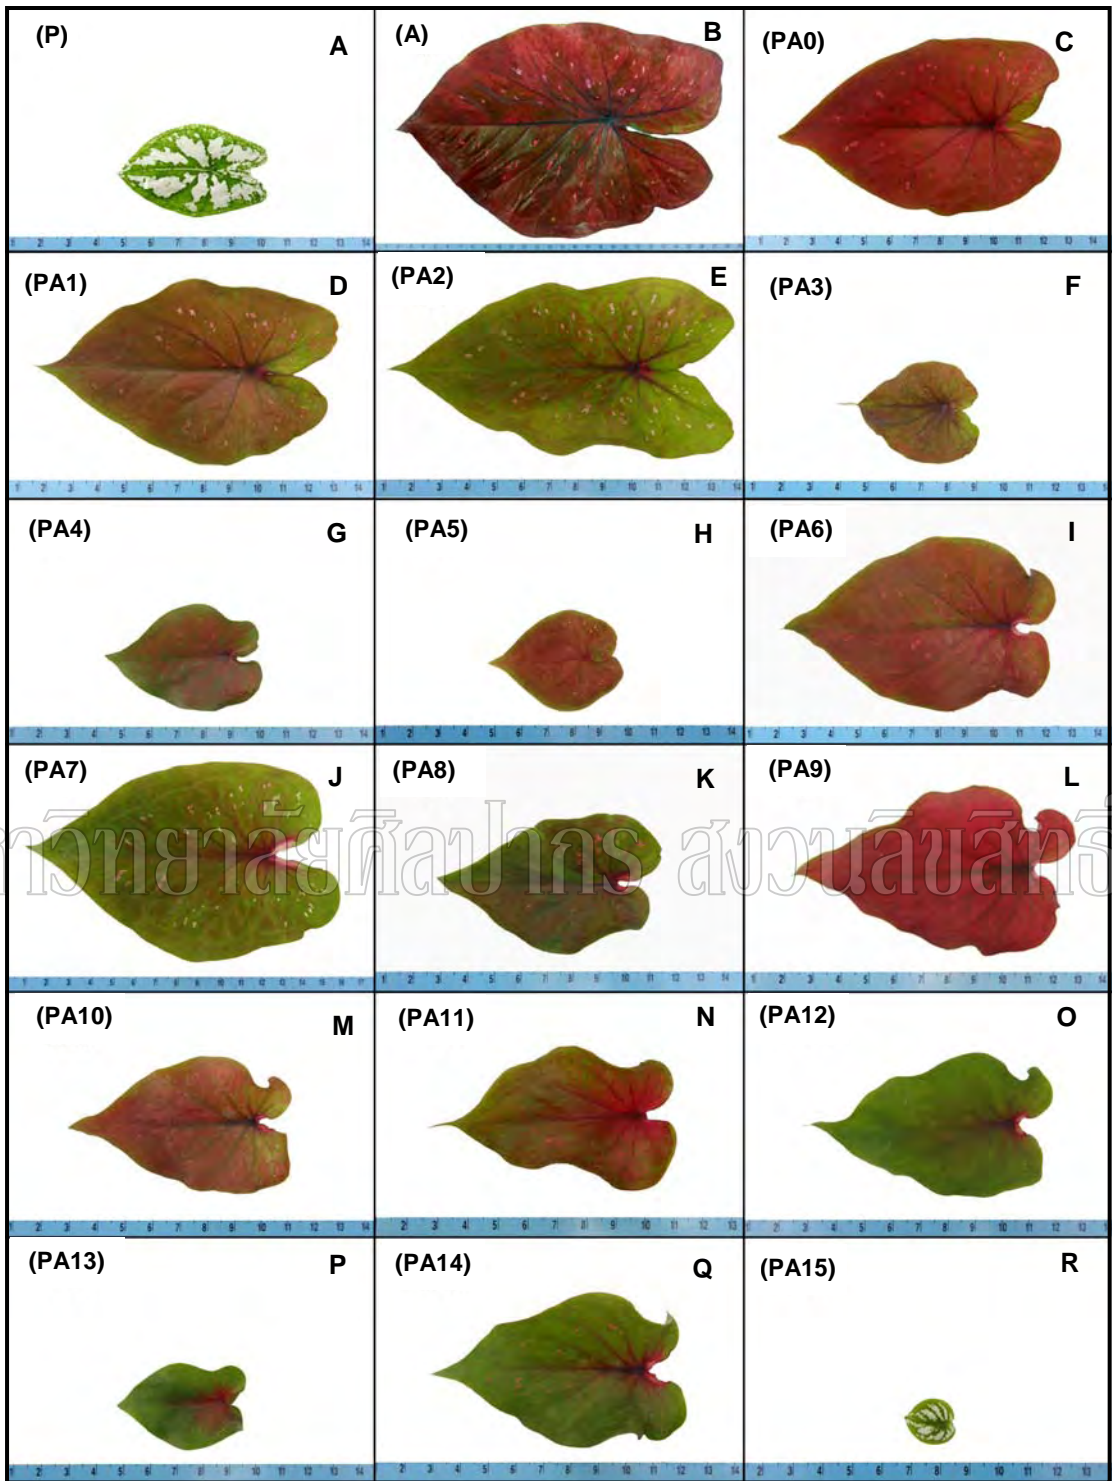 (P) A
(A) B
(PA0) C
(PA1) D
(PA2) E
(PA3) F
(PA4) G
(PA5) H
(PA6) I
(PA7) J
(PA8) K
(PA9) L
มหาวิทยาลัยศิลปากร สงวนลิขสิทธิ์
(PA10) M
(PA11) N
(PA12) O
(PA13) P
(PA14) Q
(PA15) R